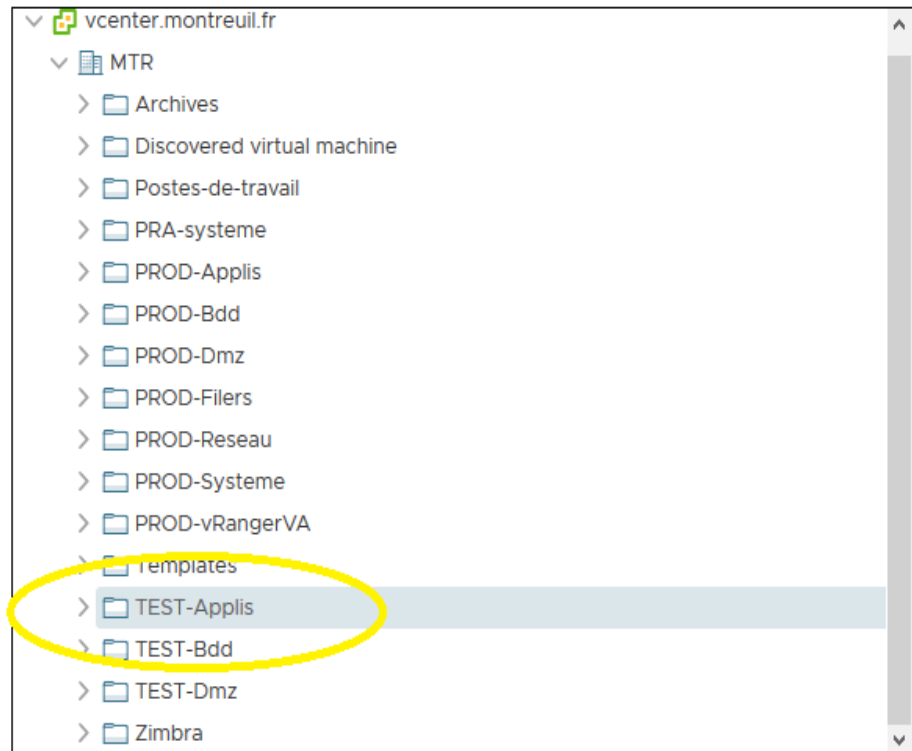 vcenter.montreuil.fr
MTR
Archives
Discovered virtual machine
Postes-de-travail
PRA-systeme
PROD-Applis
PROD-Bdd
PROD-Dmz
PROD-Filers
PROD-Reseau
PROD-Systeme
PROD-vRangerVA
Templates
TEST-Applis
TEST-Bdd
TEST-Dmz
Zimbra